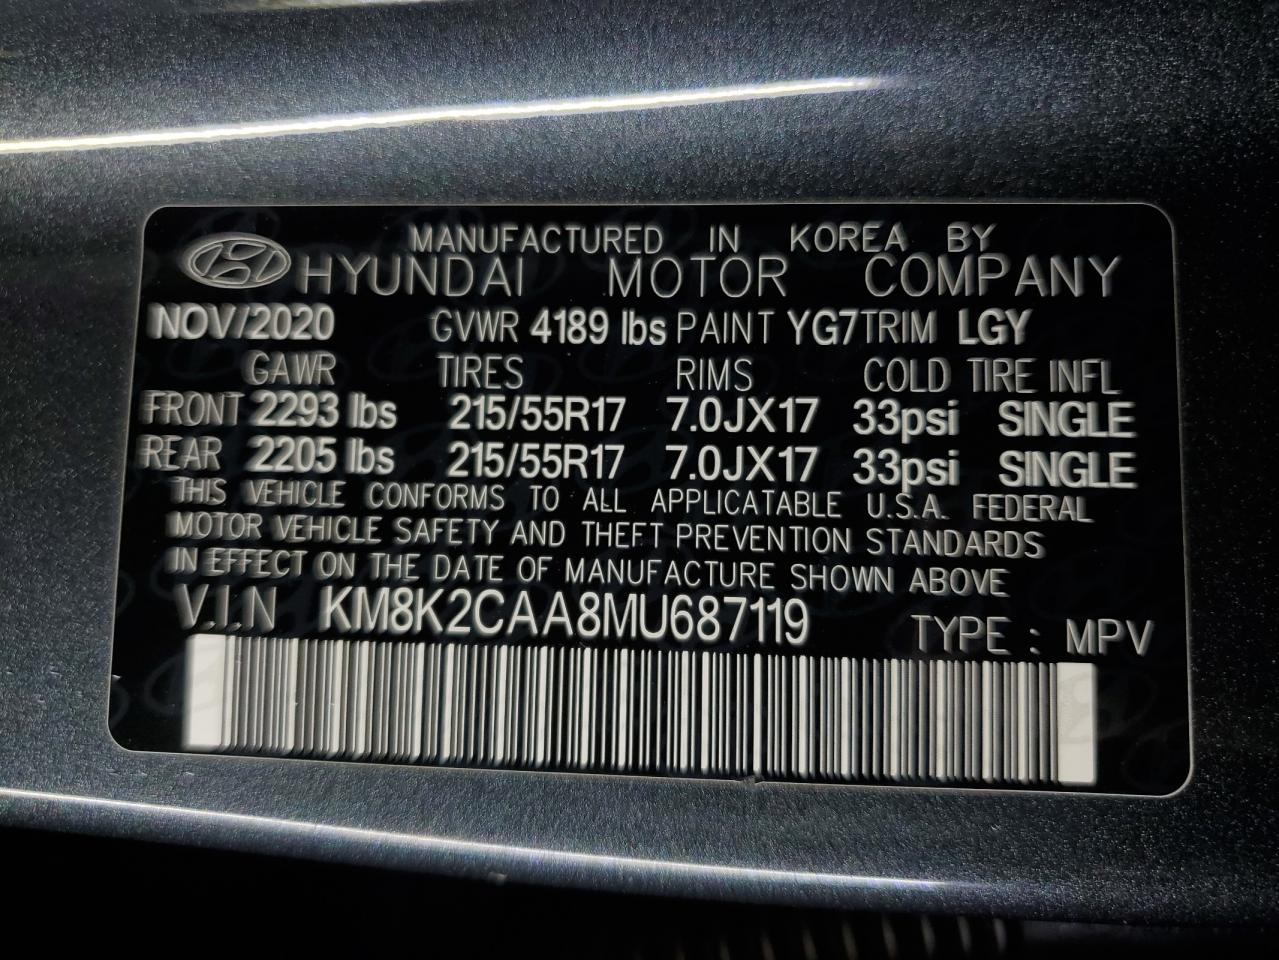 MANUFACTURED IN KOREA BY
HYUNDAI MOTOR COMPANY
NOV/2020 GVWR 4189 lbs PAINT YG7 TRIM LGY
GAWR TIRES RIMS COLD TIRE INFL
FRONT 2293 lbs 215/55R17 7.0JX17 33psi SINGLE
REAR 2205 lbs 215/55R17 7.0JX17 33psi SINGLE
THIS VEHICLE CONFORMS TO ALL APPLICATABLE U.S.A. FEDERAL
MOTOR VEHICLE SAFETY AND THEFT PREVENTION STANDARDS
IN EFFECT ON THE DATE OF MANUFACTURE SHOWN ABOVE
V.I.N KM8K2CAA8MU687119 TYPE : MPV